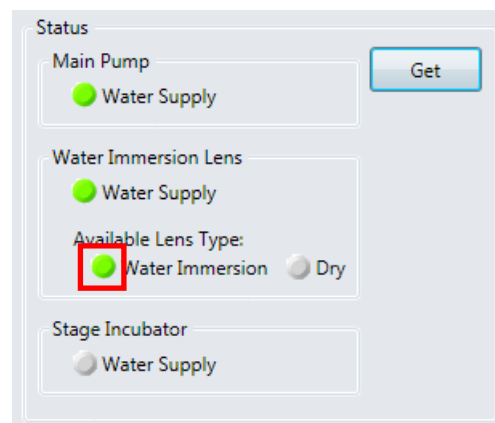 Status
Main Pump
Get
Water Supply
Water Immersion Lens
Water Supply
Available Lens Type:
Water Immersion Dry
Stage Incubator
Water Supply